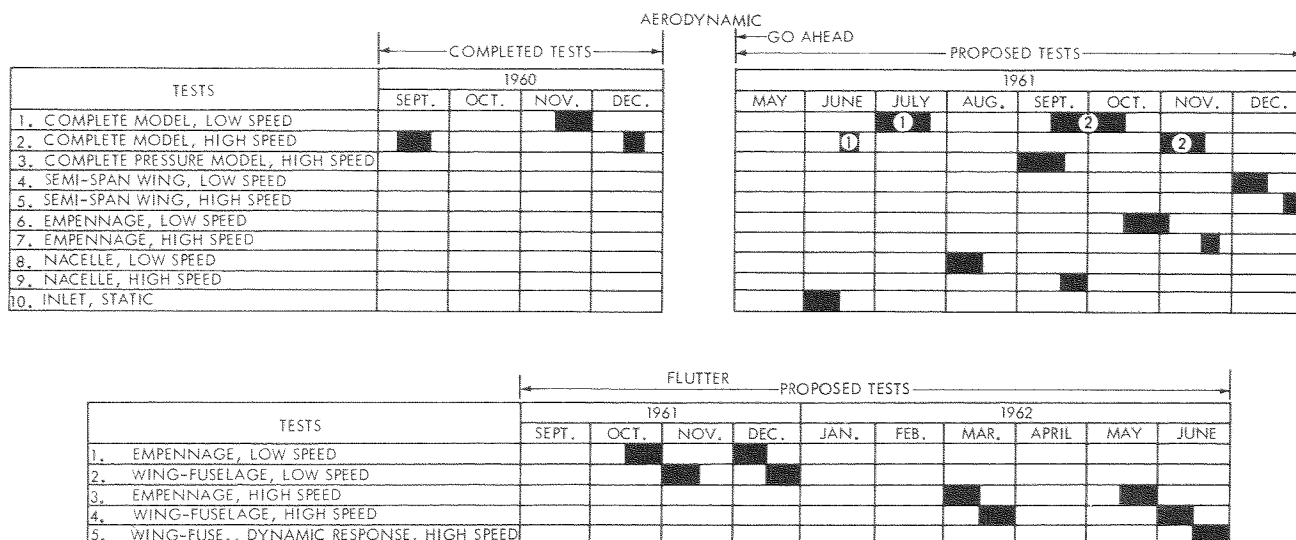 AERODYNAMIC
COMPLETED TESTS
GO AHEAD
PROPOSED TESTS
TESTS
1960
1961
SEPT. OCT. NOV. DEC.
MAY JUNE JULY AUG. SEPT. OCT. NOV. DEC.
1. COMPLETE MODEL, LOW SPEED 1 2
2. COMPLETE MODEL, HIGH SPEED 1 2
3. COMPLETE PRESSURE MODEL, HIGH SPEED
4. SEMI-SPAN WING, LOW SPEED
5. SEMI-SPAN WING, HIGH SPEED
6. EMPENNAGE, LOW SPEED
7. EMPENNAGE, HIGH SPEED
8. NACELLE, LOW SPEED
9. NACELLE, HIGH SPEED
10. INLET, STATIC
FLUTTER
PROPOSED TESTS
TESTS
1961 1962
SEPT. OCT. NOV. DEC. JAN. FEB. MAR. APRIL MAY JUNE
1. EMPENNAGE, LOW SPEED
2. WING-FUSELAGE, LOW SPEED
3. EMPENNAGE, HIGH SPEED
4. WING-FUSELAGE, HIGH SPEED
5. WING-FUSE., DYNAMIC RESPONSE, HIGH SPEED